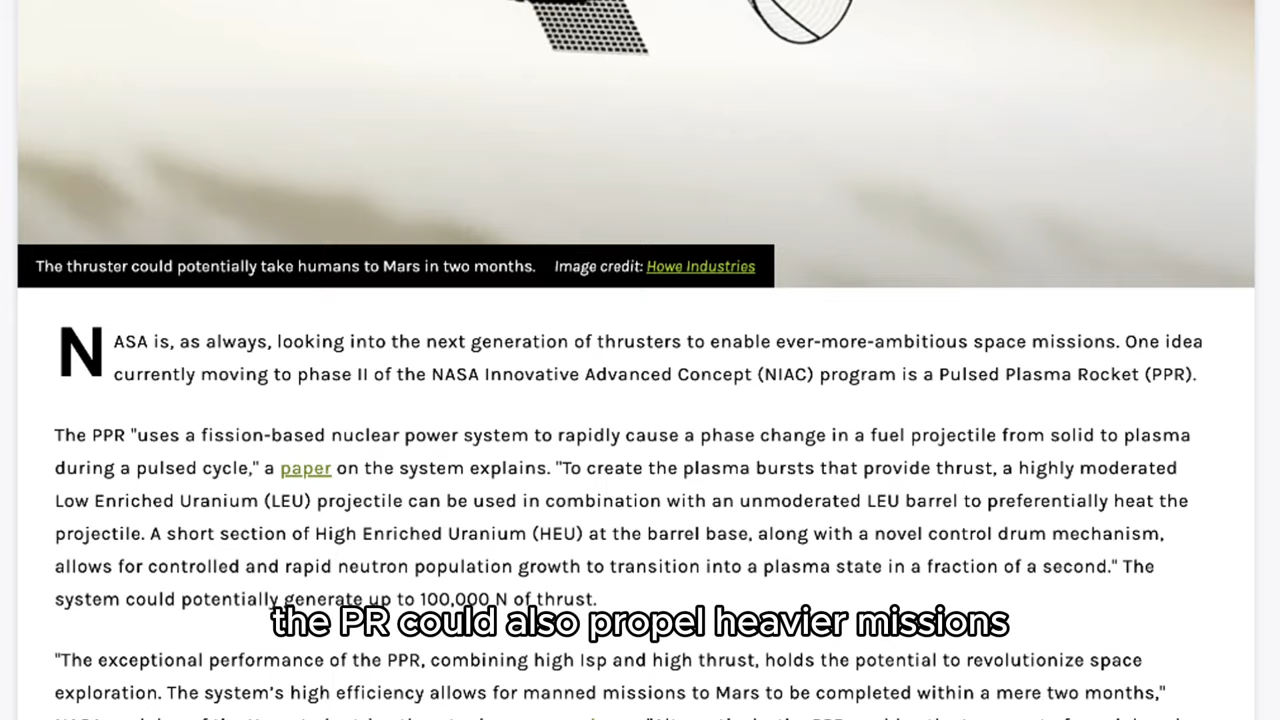 The thruster could potentially take humans to Mars in two months. Image credit: Howe Industries
NASA is, as always, looking into the next generation of thrusters to enable ever-more-ambitious space missions. One idea
currently moving to phase II of the NASA Innovative Advanced Concept (NIAC) program is a Pulsed Plasma Rocket (PPR).
The PPR "uses a fission-based nuclear power system to rapidly cause a phase change in a fuel projectile from solid to plasma
during a pulsed cycle," a paper on the system explains. "To create the plasma bursts that provide thrust, a highly moderated
Low Enriched Uranium (LEU) projectile can be used in combination with an unmoderated LEU barrel to preferentially heat the
projectile. A short section of High Enriched Uranium (HEU) at the barrel base, along with a novel control drum mechanism,
allows for controlled and rapid neutron population growth to transition into a plasma state in a fraction of a second." The
system could potentially generate up to 100,000 N of thrust.
the PR could also propel heavier missions
"The exceptional performance of the PPR, combining high Isp and high thrust, holds the potential to revolutionize space
exploration. The system's high efficiency allows for manned missions to Mars to be completed within a mere two months,"